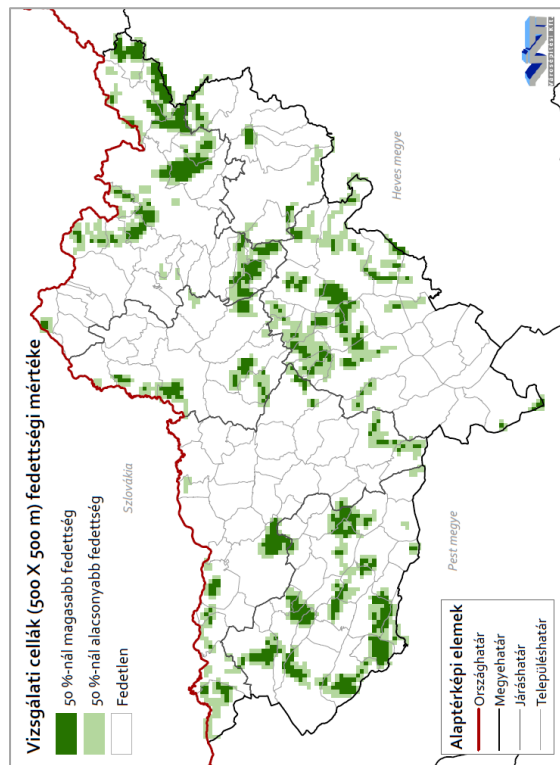 Vizsgálati cellák (500 X 500 m) fedettségi mértéke
50 %-nál magasabb fedettség
50 %-nál alacsonyabb fedettség
Fedetlen
Szlovákia
Heves megye
Pest megye
Alaptérképi elemek
Országhatár
Megyehatár
Járáshatár
Településhatár